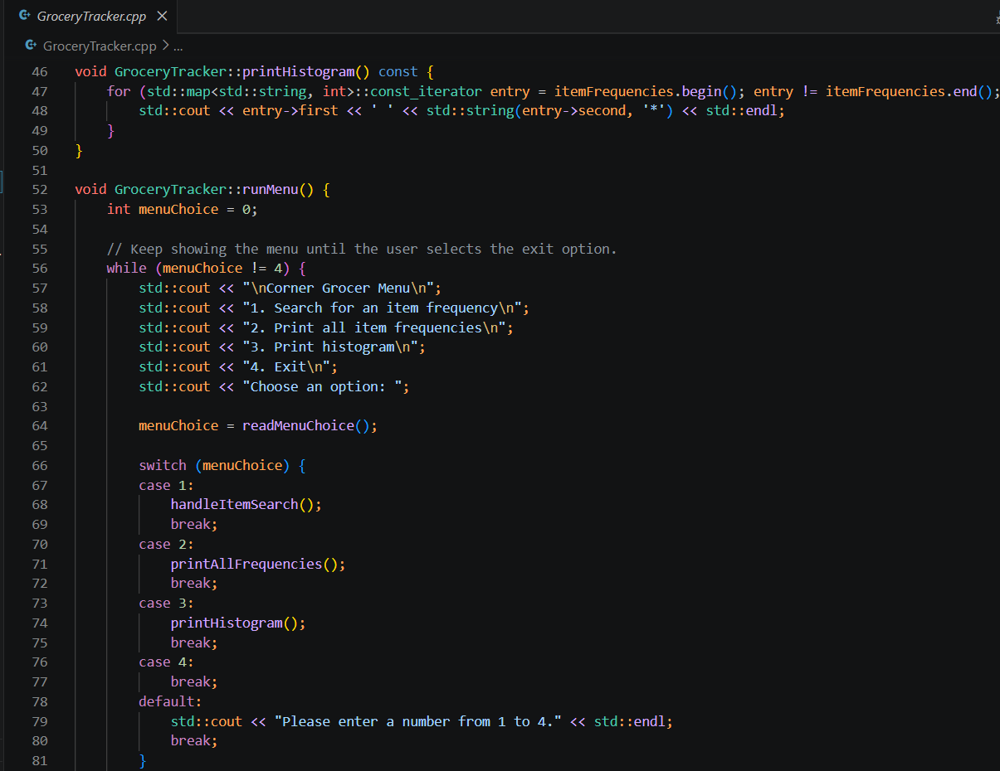 GroceryTracker.cpp
GroceryTracker.cpp > ...
46 void GroceryTracker::printHistogram() const {
47 for (std::map<std::string, int>::const_iterator entry = itemFrequencies.begin(); entry != itemFrequencies.end();
48 std::cout << entry->first << ' ' << std::string(entry->second, '*') << std::endl;
49 }
50 }
51
52 void GroceryTracker::runMenu() {
53 int menuChoice = 0;
54
55 // Keep showing the menu until the user selects the exit option.
56 while (menuChoice != 4) {
57 std::cout << "\nCorner Grocer Menu\n";
58 std::cout << "1. Search for an item frequency\n";
59 std::cout << "2. Print all item frequencies\n";
60 std::cout << "3. Print histogram\n";
61 std::cout << "4. Exit\n";
62 std::cout << "Choose an option: ";
63
64 menuChoice = readMenuChoice();
65
66 switch (menuChoice) {
67 case 1:
68 handleItemSearch();
69 break;
70 case 2:
71 printAllFrequencies();
72 break;
73 case 3:
74 printHistogram();
75 break;
76 case 4:
77 break;
78 default:
79 std::cout << "Please enter a number from 1 to 4." << std::endl;
80 break;
81 }